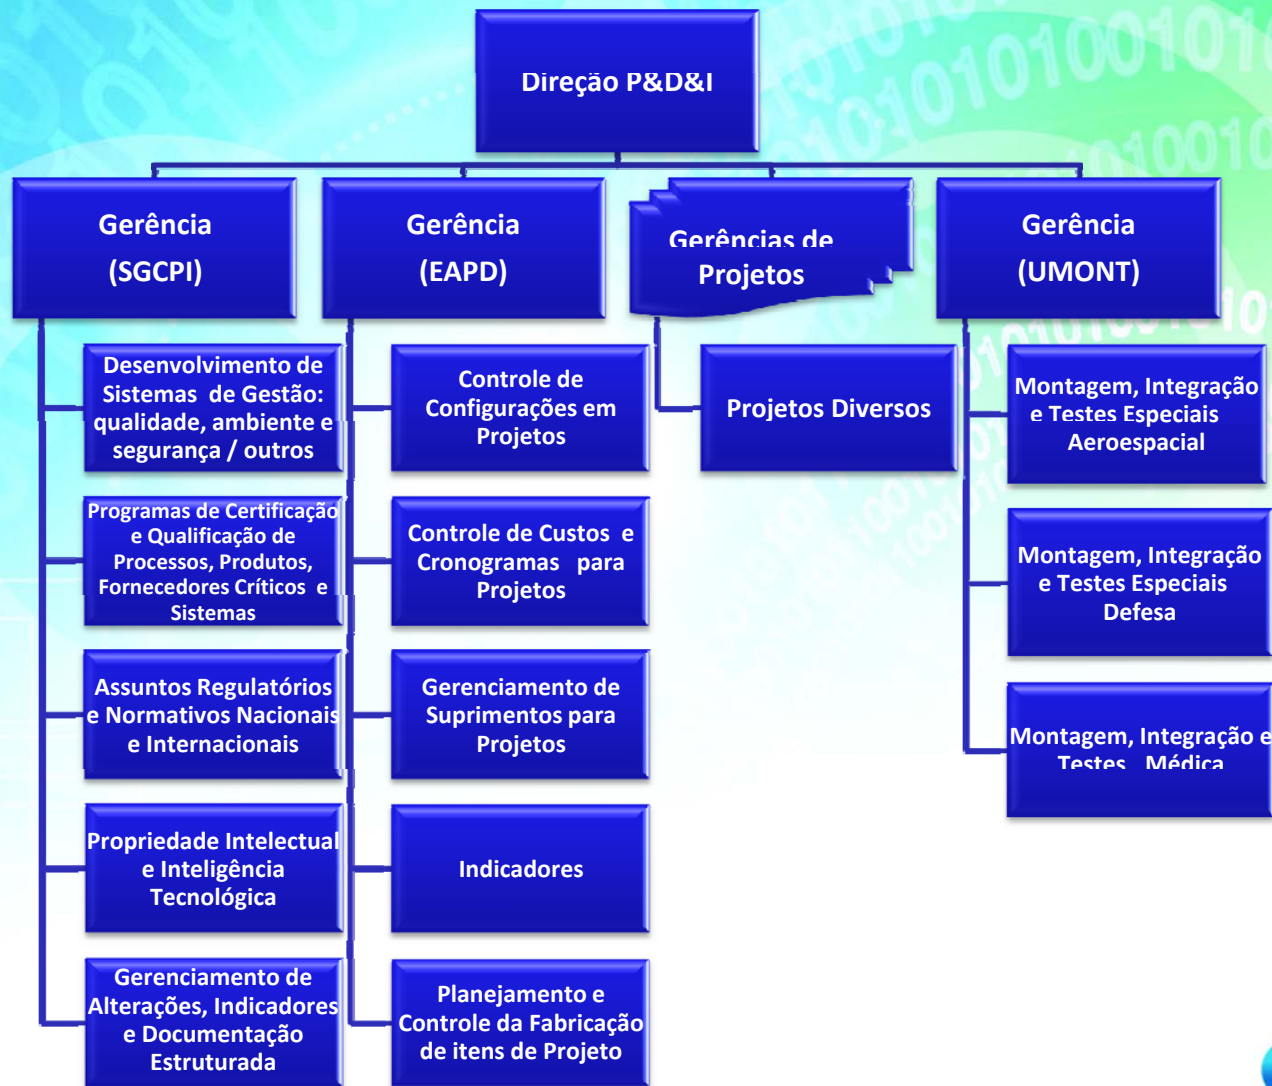 Direção P&D&I
Gerência
(SGCPI)
Gerência
(EAPD)
Gerências de
Projetos
Gerência
(UMONT)
Desenvolvimento de
Sistemas de Gestão:
qualidade, ambiente e
segurança / outros
Programas de Certificação
e Qualificação de
Processos, Produtos,
Fornecedores Críticos e
Sistemas
Assuntos Regulatórios
e Normativos Nacionais
e Internacionais
Propriedade Intelectual
e Inteligência
Tecnológica
Gerenciamento de
Alterações, Indicadores
e Documentação
Estruturada
Controle de
Configurações em
Projetos
Controle de Custos e
Cronogramas para
Projetos
Gerenciamento de
Suprimentos para
Projetos
Indicadores
Planejamento e
Controle da Fabricação
de itens de Projeto
Projetos Diversos
Montagem, Integração
e Testes Especiais
Aeroespacial
Montagem, Integração
e Testes Especiais
Defesa
Montagem, Integração e
Testes Médica